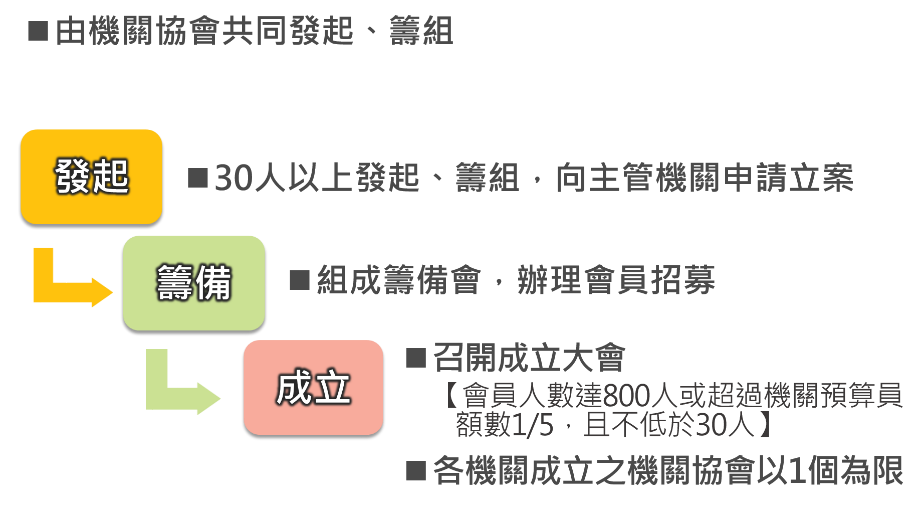 ■由機關協會共同發起、籌組
發起
■30人以上發起、籌組，向主管機關申請立案
籌備
■組成籌備會，辦理會員招募
成立
■召開成立大會
【會員人數達800人或超過機關預算員
額數1/5，且不低於30人】
■各機關成立之機關協會以1個為限